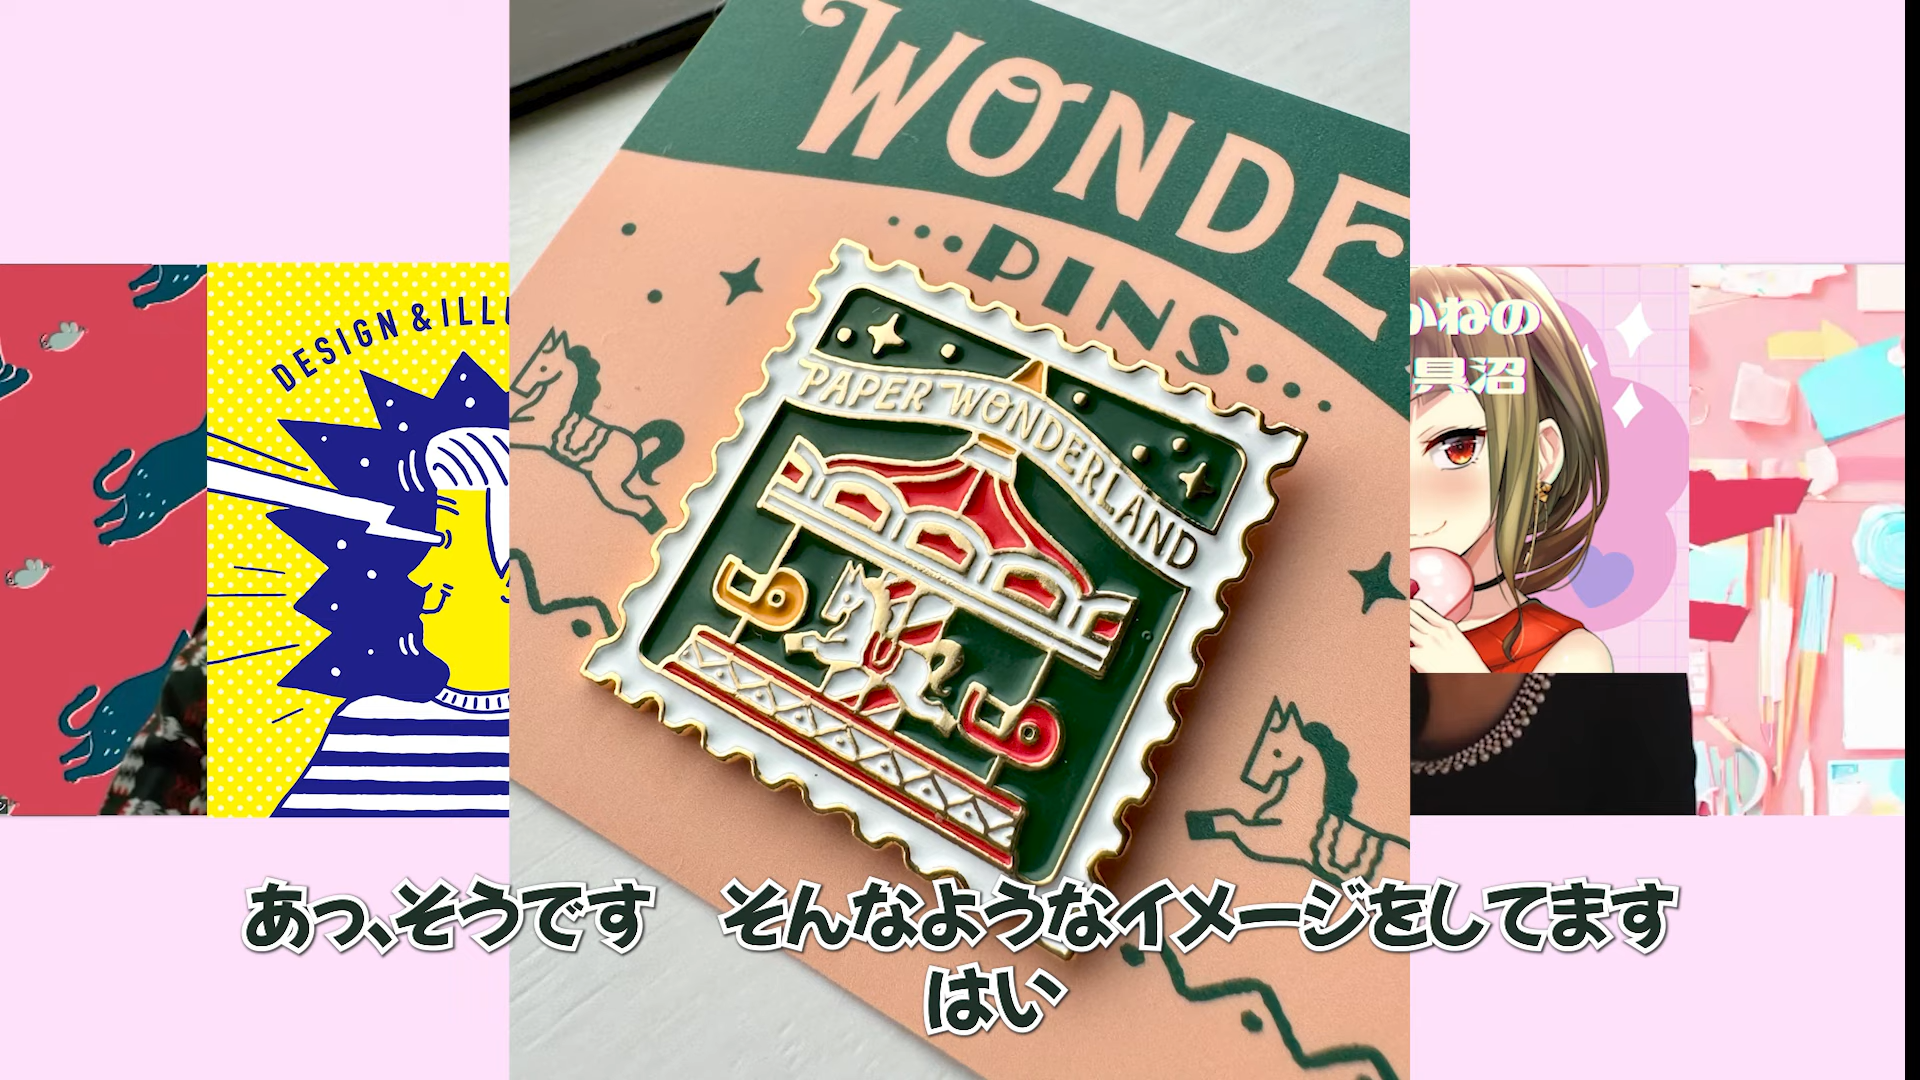 WONDE
...PINS...
PAPER WONDERLAND
DESIGN & ILL
かねの
具沼
あっ、そうです　そんなようなイメージをしてます
はい